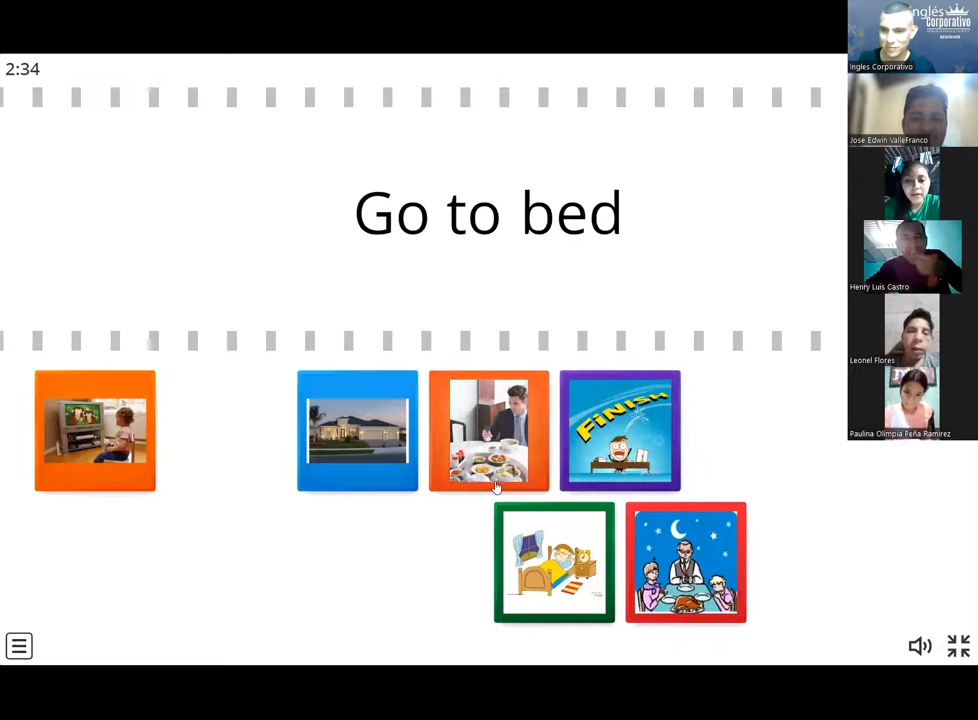 2:34
Go to bed
FiNISH
inglés
Corporativo
BEGINNER
Ingles Corporativo
Jose Edwin ValleFranco
Henry Luis Castro
Leonel Flores
Paulina Olimpia Peña Ramirez